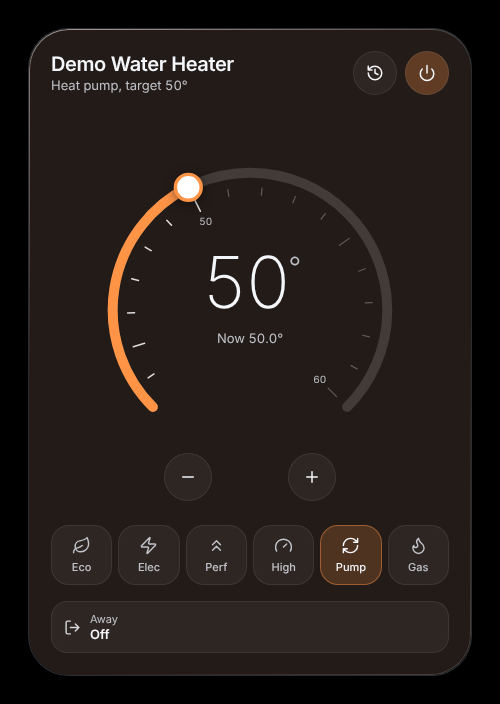 Demo Water Heater
Heat pump, target 50°
50
50°
Now 50.0°
60
Eco
Elec
Perf
High
Pump
Gas
Away
Off